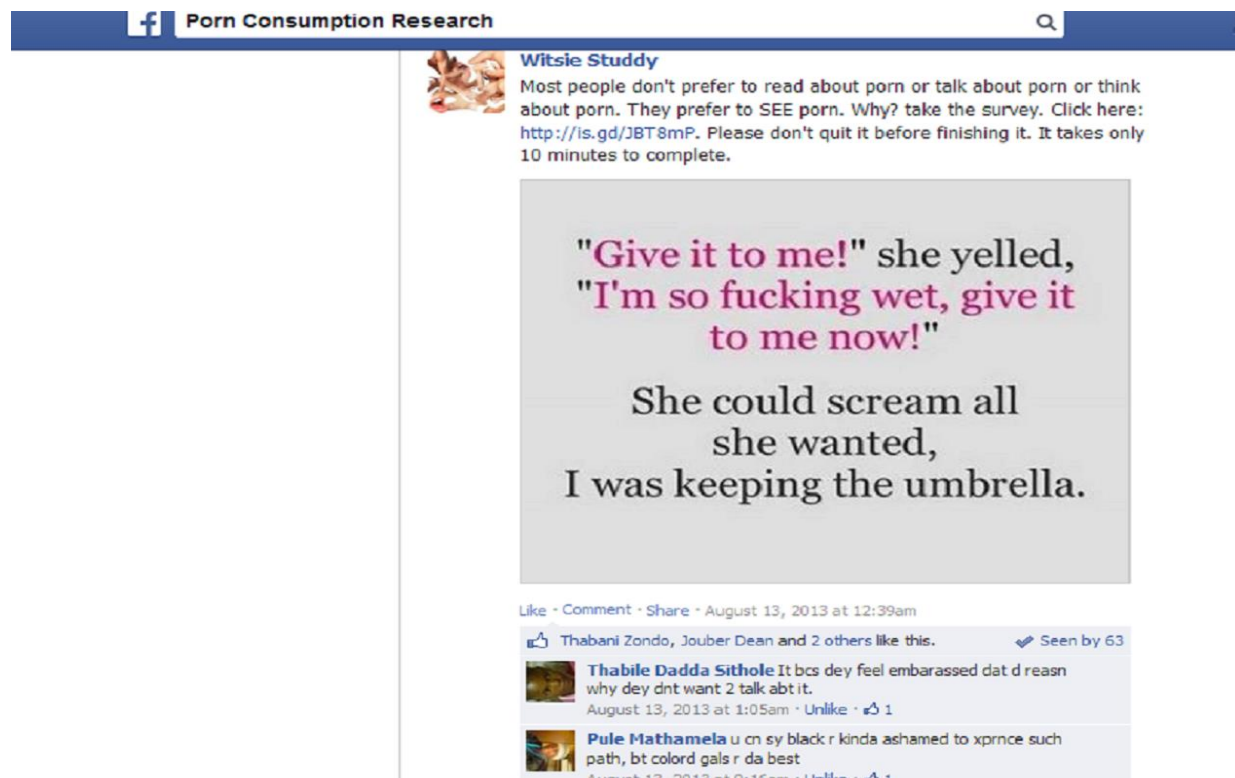 f Porn Consumption Research
Witsie Studdy
Most people don't prefer to read about porn or talk about porn or think
about porn. They prefer to SEE porn. Why? take the survey. Click here:
http://is.gd/JBT8mP. Please don't quit it before finishing it. It takes only
10 minutes to complete.
"Give it to me!" she yelled,
"I'm so fucking wet, give it
to me now!"
She could scream all
she wanted,
I was keeping the umbrella.
Like · Comment · Share · August 13, 2013 at 12:39am
Thabani Zondo, Jouber Dean and 2 others like this. Seen by 63
Thabile Dadda Sithole It bcs dey feel embarassed dat d reasn
why dey dnt want 2 talk abt it.
August 13, 2013 at 1:05am · Unlike · 1
Pule Mathamela u cn sy black r kinda ashamed to xprnce such
path, bt colord gals r da best